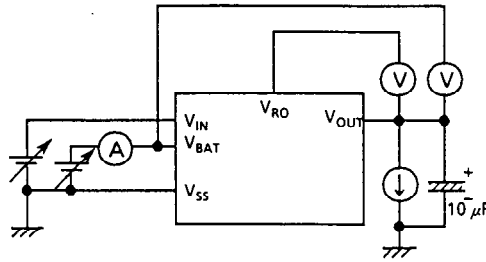 V V
V_RO
V_IN
V_OUT
A
V_BAT
V_SS
+
10 μF